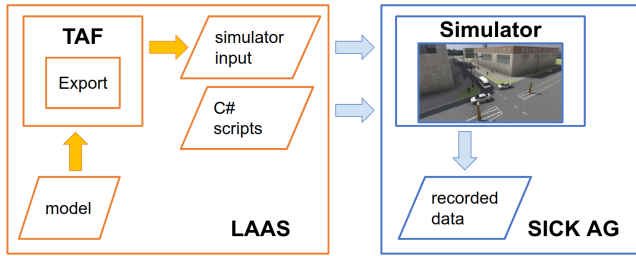 TAF
Export
model
simulator
input
C#
scripts
LAAS
Simulator
recorded
data
SICK AG